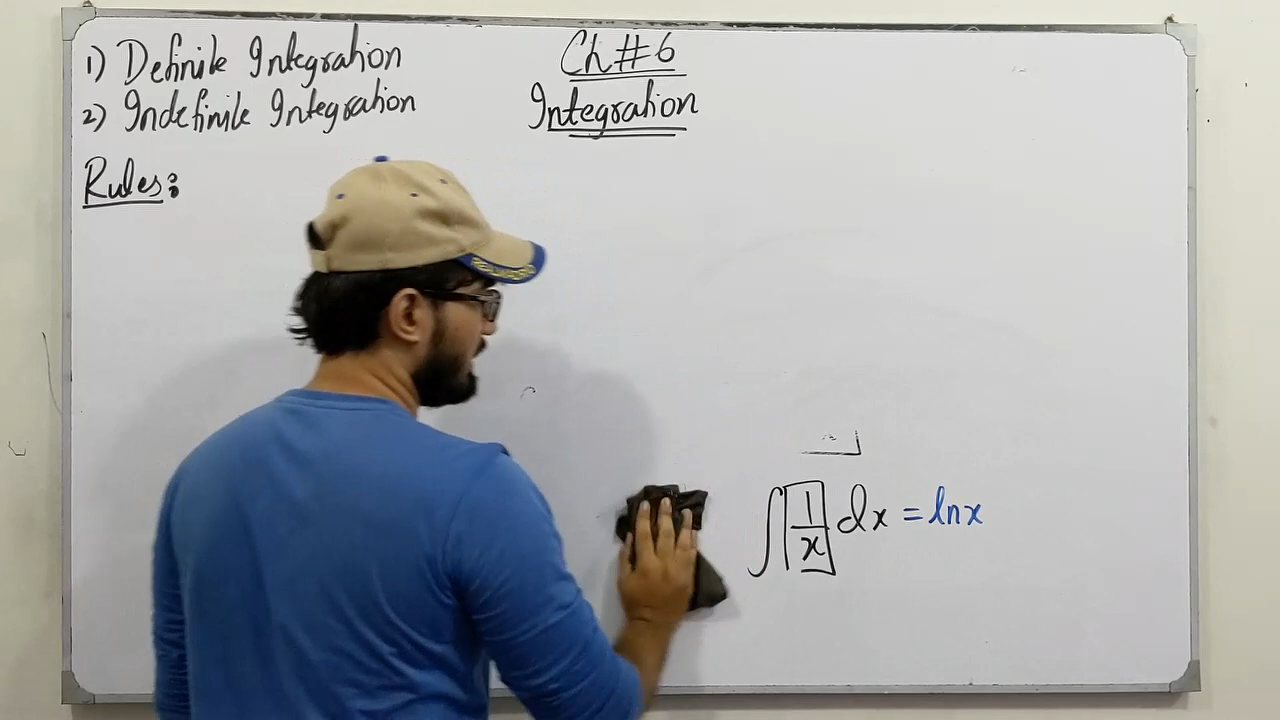 1) Definite Integration
2) Indefinite Integration
Ch # 6
Integration
Rules:
∫ 1/x dx = ln x